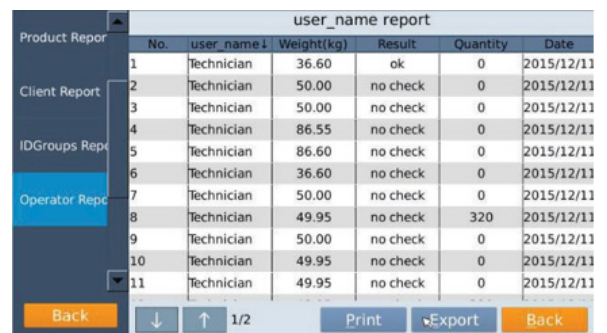 user_name report
Product Repor
Client Report
IDGroups Repo
Operator Repo
No. user_name↓ Weight(kg) Result Quantity Date
1 Technician 36.60 ok 0 2015/12/11
2 Technician 50.00 no check 0 2015/12/11
3 Technician 50.00 no check 0 2015/12/11
4 Technician 86.55 no check 0 2015/12/11
5 Technician 86.60 no check 0 2015/12/11
6 Technician 36.60 no check 0 2015/12/11
7 Technician 50.00 no check 0 2015/12/11
8 Technician 49.95 no check 320 2015/12/11
9 Technician 50.00 no check 0 2015/12/11
10 Technician 49.95 no check 0 2015/12/11
11 Technician 49.95 no check 0 2015/12/11
Back ↓ ↑ 1/2 Print Export Back